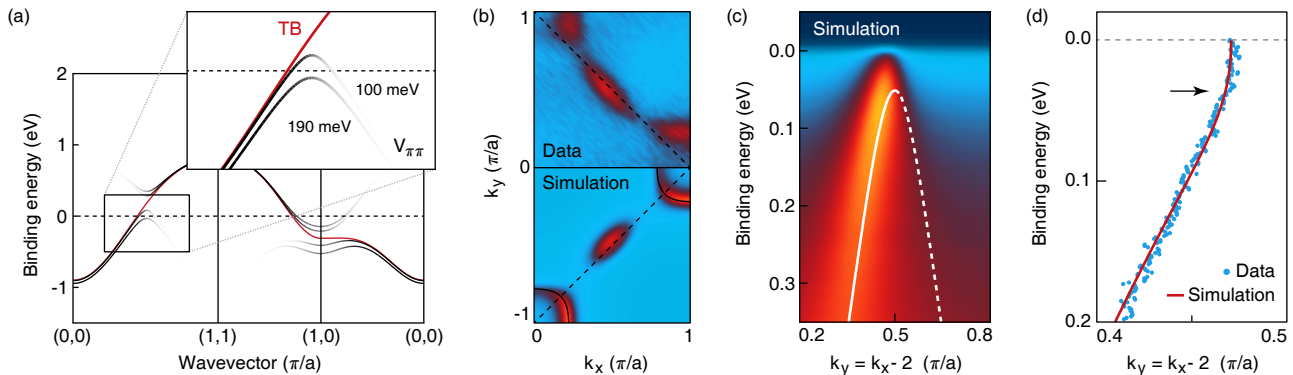 (a)
TB
100 meV
190 meV
Vππ
Binding energy (eV)
2
1
0
-1
(0,0)
(1,1)
(1,0)
(0,0)
Wavevector (π/a)
(b)
1
Data
0
Simulation
-1
ky (π/a)
0
1
kx (π/a)
(c)
Simulation
0.0
0.1
0.2
0.3
Binding energy (eV)
0.2
0.5
0.8
ky = kx- 2 (π/a)
(d)
0.0
0.1
0.2
Binding energy (eV)
Data
Simulation
0.4
0.5
ky = kx- 2 (π/a)